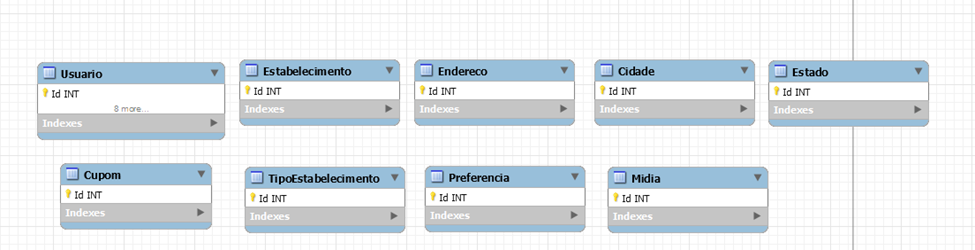 Usuario
Id INT
8 more...
Indexes
Estabelecimento
Id INT
Indexes
Endereco
Id INT
Indexes
Cidade
Id INT
Indexes
Estado
Id INT
Indexes
Cupom
Id INT
Indexes
TipoEstabelecimento
Id INT
Indexes
Preferencia
Id INT
Indexes
Midia
Id INT
Indexes